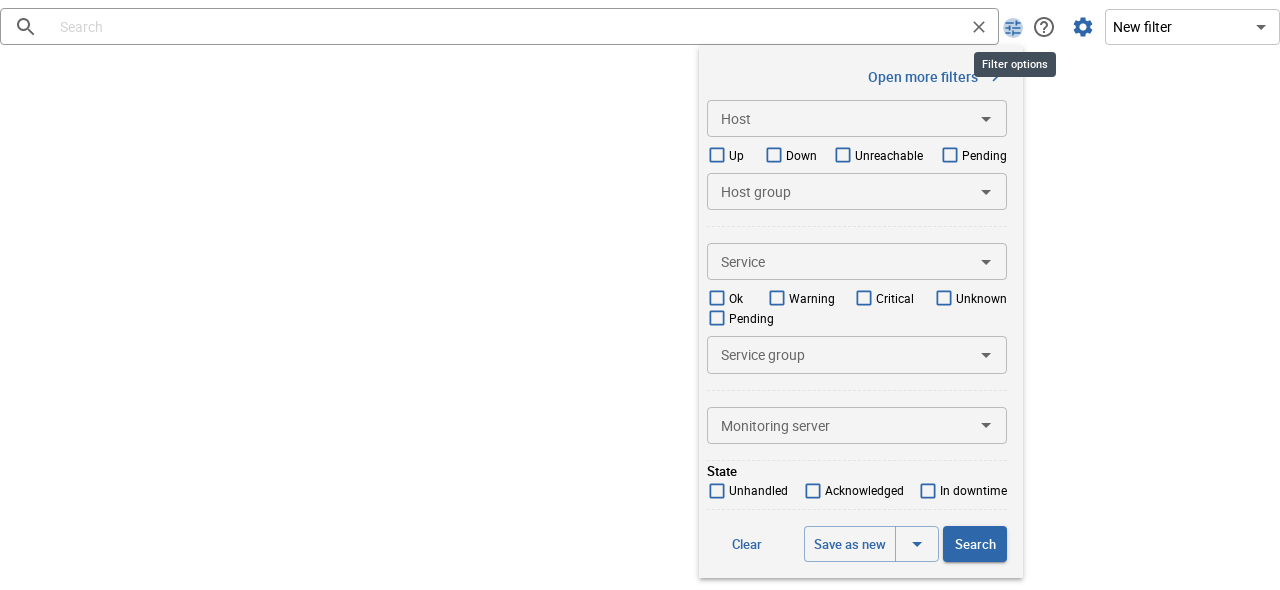 Search
New filter
Filter options
Open more filters
Host
Up Down Unreachable Pending
Host group
Service
Ok Warning Critical Unknown
Pending
Service group
Monitoring server
State
Unhandled Acknowledged In downtime
Clear Save as new Search